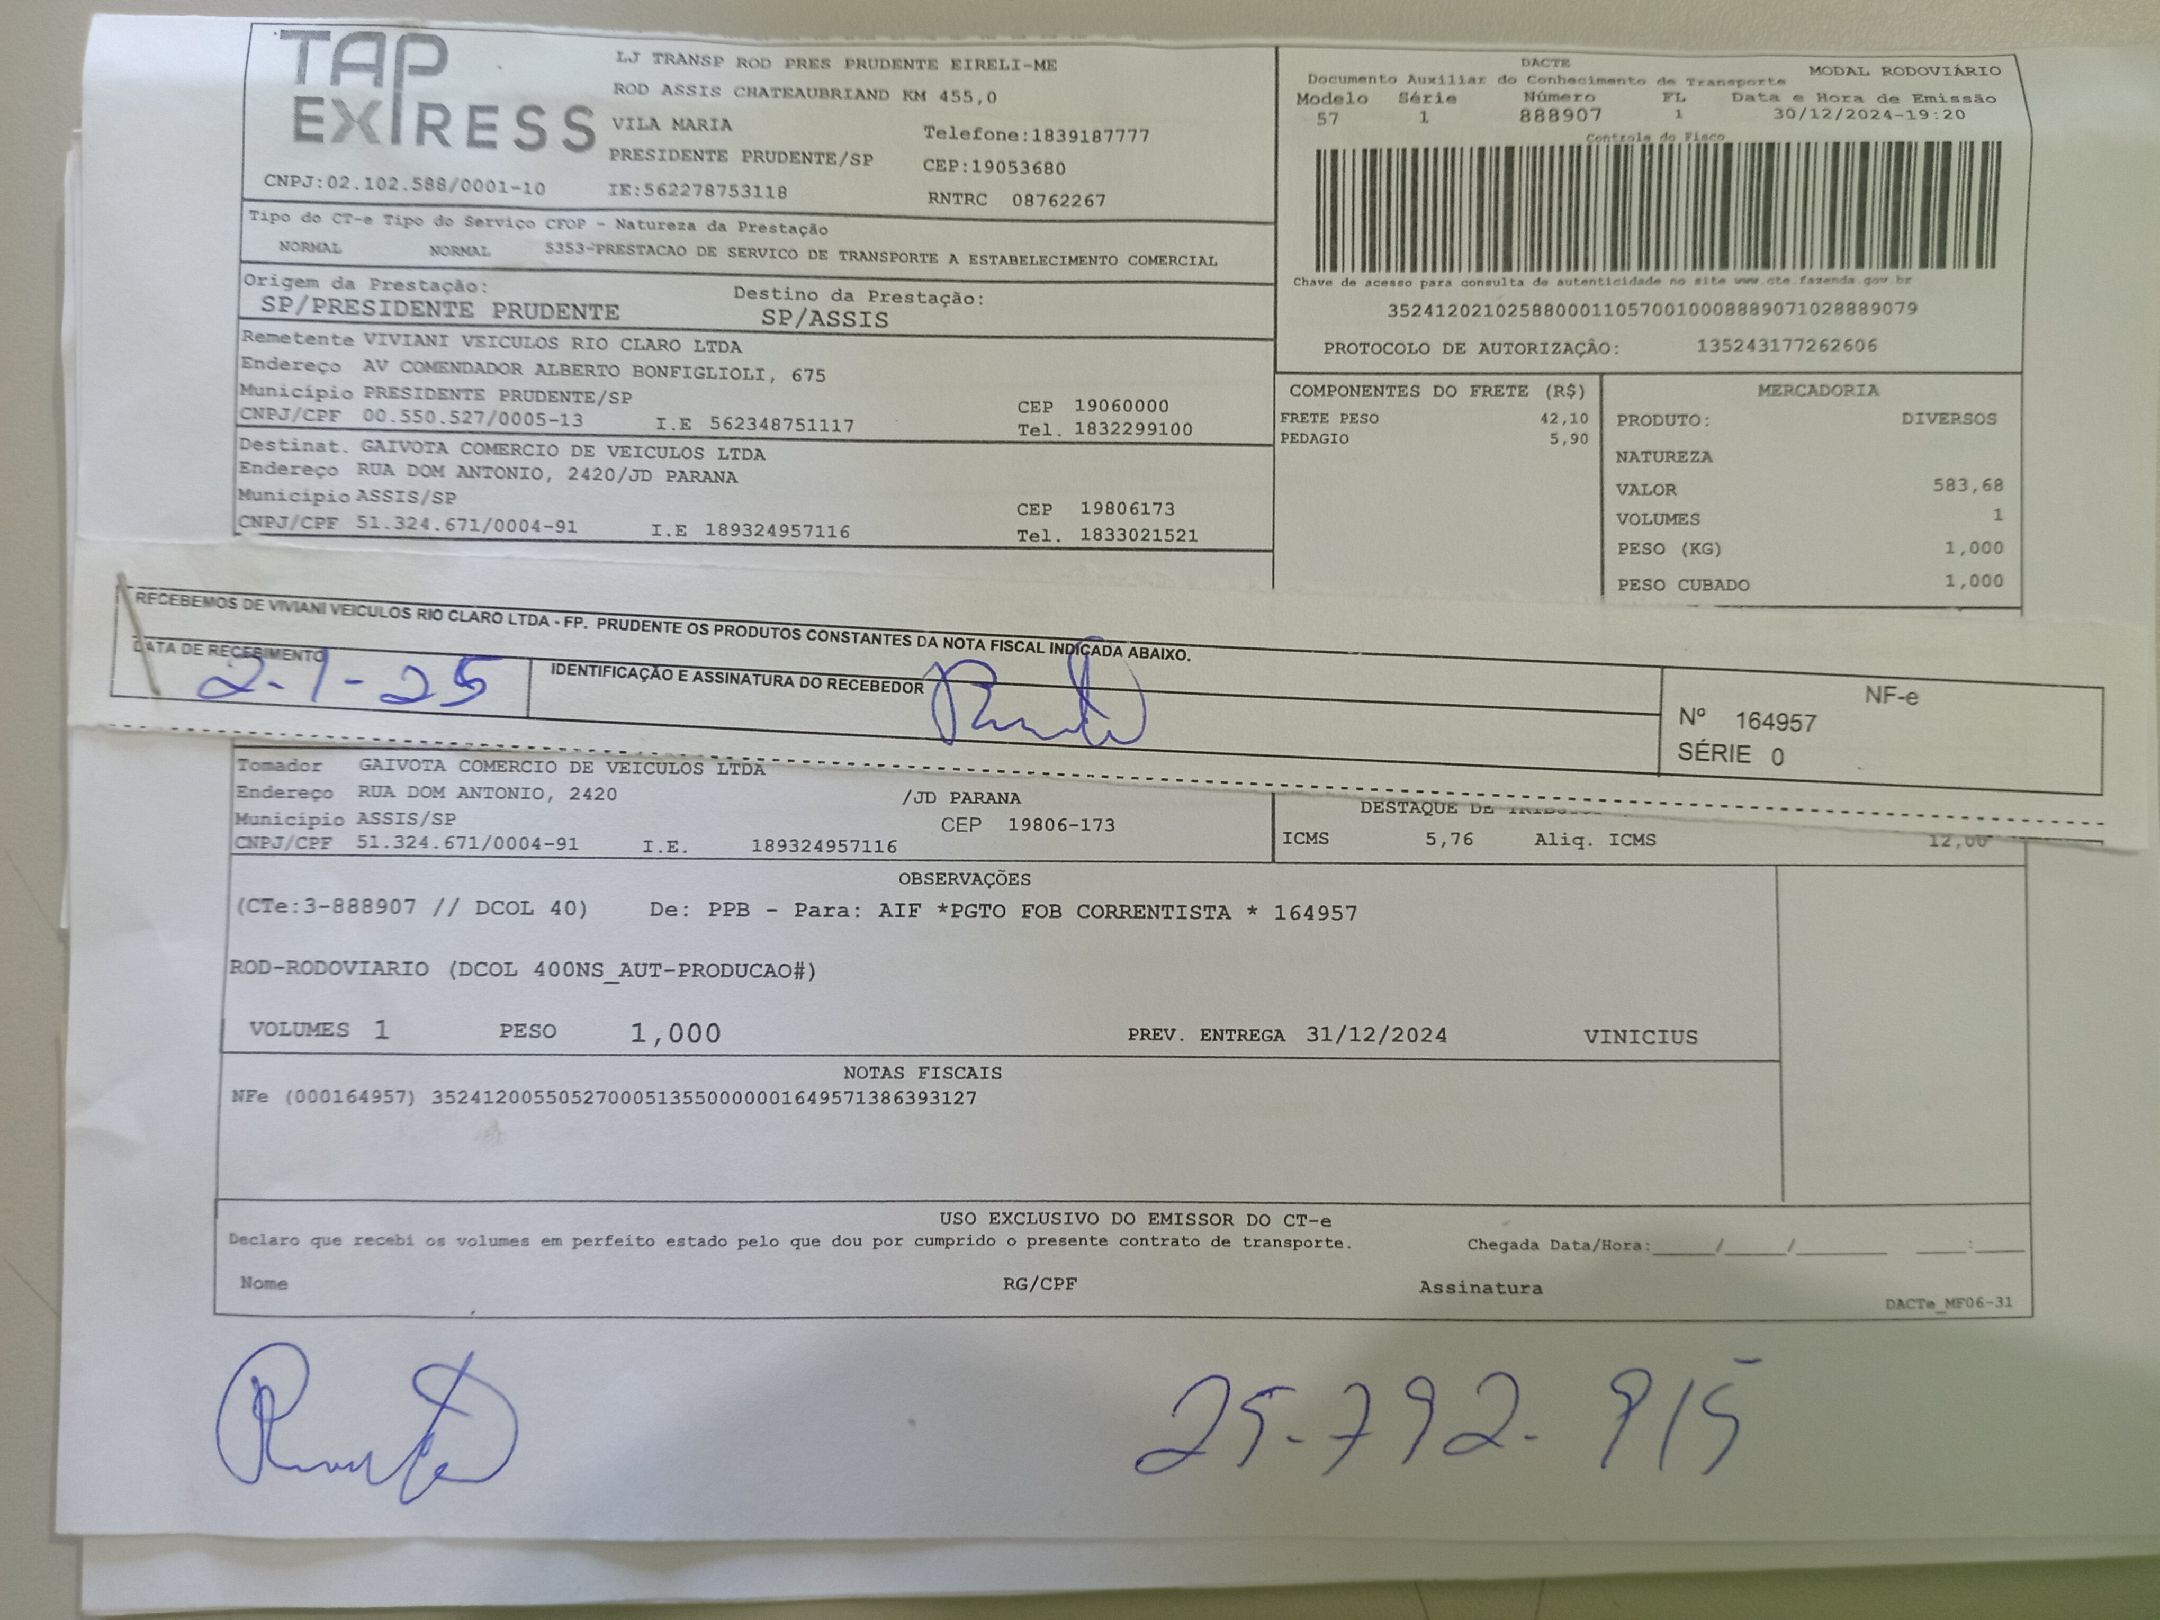 TAP EXPRESS
LJ TRANSP ROD PRES PRUDENTE EIRELI-ME
ROD ASSIS CHATEAUBRIAND KM 455,0
VILA MARIA Telefone:1839187777
PRESIDENTE PRUDENTE/SP CEP:19053680
CNPJ:02.102.588/0001-10 IE:562278753118 RNTRC 08762267
DACTE
Documento Auxiliar do Conhecimento de Transporte MODAL RODOVIÁRIO
Modelo Série Número FL Data e Hora de Emissão
57 1 888907 1 30/12/2024-19:20
Controle do Fisco
Chave de acesso para consulta de autenticidade no site www.cte.fazenda.gov.br
35241202102588000110570010008889071028889079
PROTOCOLO DE AUTORIZAÇÃO: 135243177262606
Tipo do CT-e Tipo do Serviço CFOP - Natureza da Prestação
NORMAL NORMAL 5353-PRESTACAO DE SERVICO DE TRANSPORTE A ESTABELECIMENTO COMERCIAL
Origem da Prestação: Destino da Prestação:
SP/PRESIDENTE PRUDENTE SP/ASSIS
Remetente VIVIANI VEICULOS RIO CLARO LTDA
Endereço AV COMENDADOR ALBERTO BONFIGLIOLI, 675
Município PRESIDENTE PRUDENTE/SP CEP 19060000
CNPJ/CPF 00.550.527/0005-13 I.E 562348751117 Tel. 1832299100
Destinat. GAIVOTA COMERCIO DE VEICULOS LTDA
Endereço RUA DOM ANTONIO, 2420/JD PARANA
Município ASSIS/SP CEP 19806173
CNPJ/CPF 51.324.671/0004-91 I.E 189324957116 Tel. 1833021521
COMPONENTES DO FRETE (R$)
FRETE PESO 42,10
PEDAGIO 5,90
MERCADORIA
PRODUTO: DIVERSOS
NATUREZA
VALOR 583,68
VOLUMES 1
PESO (KG) 1,000
PESO CUBADO 1,000
RECEBEMOS DE VIVIANI VEICULOS RIO CLARO LTDA - FP. PRUDENTE OS PRODUTOS CONSTANTES DA NOTA FISCAL INDICADA ABAIXO.
DATA DE RECEBIMENTO IDENTIFICAÇÃO E ASSINATURA DO RECEBEDOR
2-1-25
NF-e
Nº 164957
SÉRIE 0
Tomador GAIVOTA COMERCIO DE VEICULOS LTDA
Endereço RUA DOM ANTONIO, 2420 /JD PARANA
Município ASSIS/SP CEP 19806-173
CNPJ/CPF 51.324.671/0004-91 I.E. 189324957116
DESTAQUE DE
ICMS 5,76 Aliq. ICMS 12,00
OBSERVAÇÕES
(CTe:3-888907 // DCOL 40) De: PPB - Para: AIF *PGTO FOB CORRENTISTA * 164957
ROD-RODOVIARIO (DCOL 400NS_AUT-PRODUCAO#)
VOLUMES 1 PESO 1,000 PREV. ENTREGA 31/12/2024 VINICIUS
NOTAS FISCAIS
NFe (000164957) 35241200550527000513550000001649571386393127
USO EXCLUSIVO DO EMISSOR DO CT-e
Declaro que recebi os volumes em perfeito estado pelo que dou por cumprido o presente contrato de transporte. Chegada Data/Hora:_____/_____/_______ ____:____
Nome RG/CPF Assinatura
DACTe_MF06-31